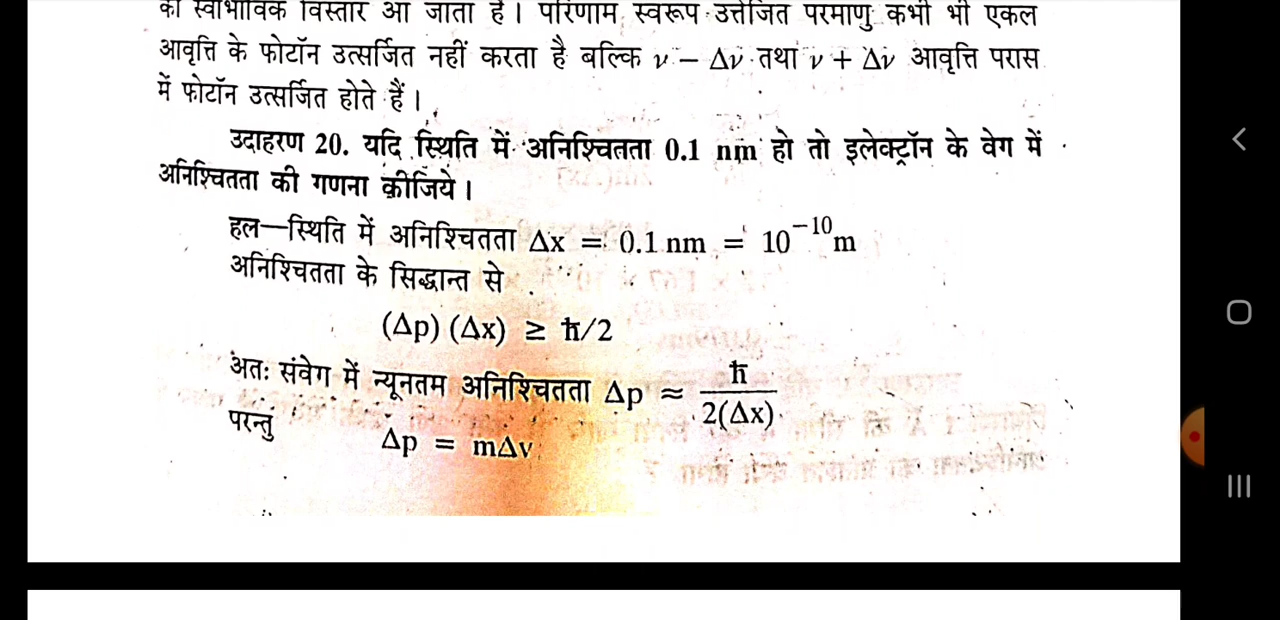 का स्वाभाविक विस्तार आ जाता है। परिणाम स्वरूप उत्तेजित परमाणु कभी भी एकल
आवृत्ति के फोटॉन उत्सर्जित नहीं करता है बल्कि ν − Δν तथा ν + Δν आवृत्ति परास
में फोटॉन उत्सर्जित होते हैं।
उदाहरण 20. यदि स्थिति में अनिश्चितता 0.1 nm हो तो इलेक्ट्रॉन के वेग में
अनिश्चितता की गणना कीजिये।
हल—स्थिति में अनिश्चितता Δx = 0.1 nm = 10⁻¹⁰m
अनिश्चितता के सिद्धान्त से
(Δp) (Δx) ≥ ħ/2
अतः संवेग में न्यूनतम अनिश्चितता Δp ≈ ħ/2(Δx)
परन्तु
Δp = mΔv